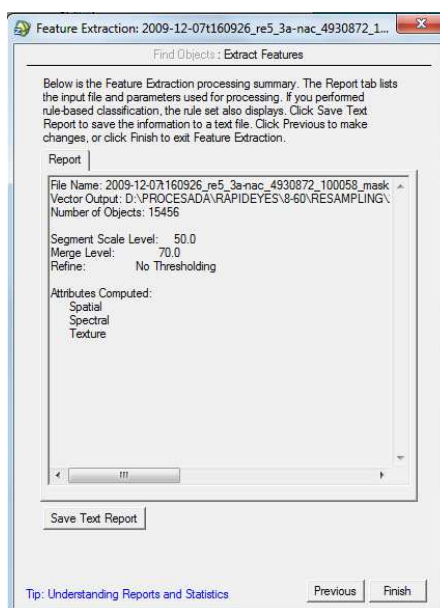 Feature Extraction: 2009-12-07t160926_re5_3a-nac_4930872_1...
Find Objects : Extract Features
Below is the Feature Extraction processing summary. The Report tab lists
the input file and parameters used for processing. If you performed
rule-based classification, the rule set also displays. Click Save Text
Report to save the information to a text file. Click Previous to make
changes, or click Finish to exit Feature Extraction.
Report
File Name: 2009-12-07t160926_re5_3a-nac_4930872_100058_mask
Vector Output: D:\PROCESADA\RAPIDEYES\8-60\RESAMPLING\
Number of Objects: 15456
Segment Scale Level: 50.0
Merge Level: 70.0
Refine: No Thresholding
Attributes Computed:
Spatial
Spectral
Texture
Save Text Report
Tip: Understanding Reports and Statistics
Previous Finish